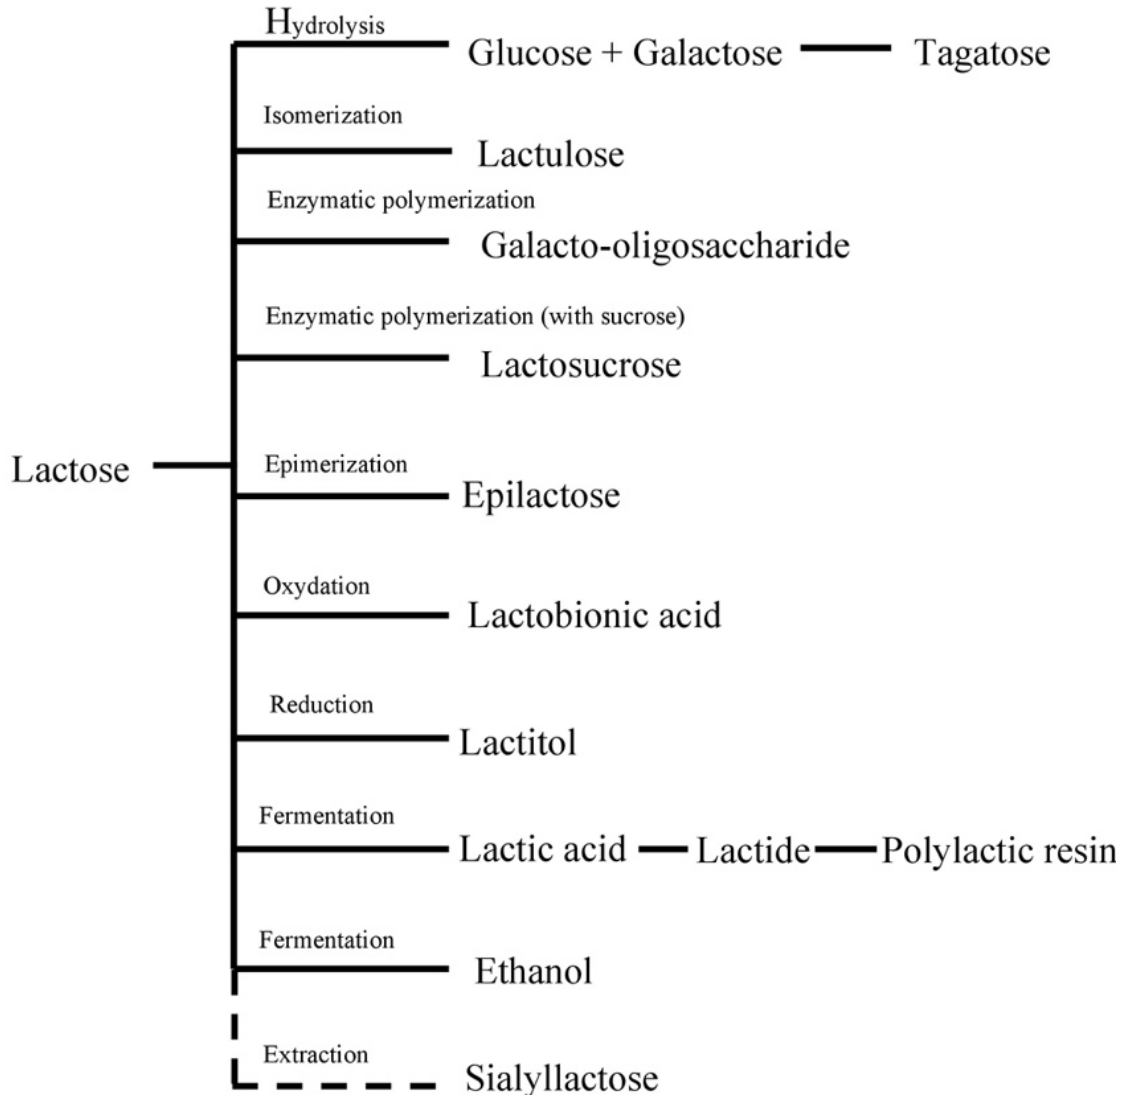 Hydrolysis
Glucose + Galactose
Tagatose
Isomerization
Lactulose
Enzymatic polymerization
Galacto-oligosaccharide
Enzymatic polymerization (with sucrose)
Lactosucrose
Lactose
Epimerization
Epilactose
Oxydation
Lactobionic acid
Reduction
Lactitol
Fermentation
Lactic acid
Lactide
Polylactic resin
Fermentation
Ethanol
Extraction
Sialyllactose